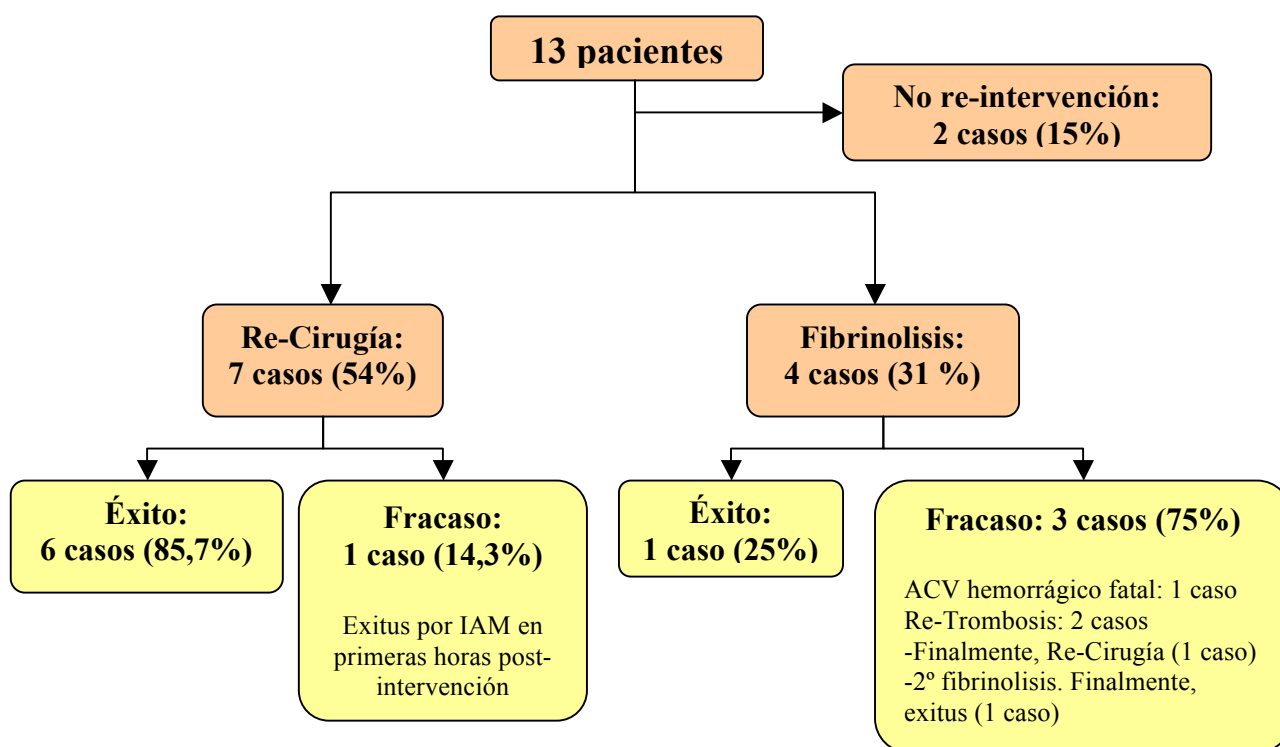 13 pacientes
No re-intervención:
2 casos (15%)
Re-Cirugía:
7 casos (54%)
Fibrinolisis:
4 casos (31 %)
Éxito:
6 casos (85,7%)
Fracaso:
1 caso (14,3%)
Exitus por IAM en
primeras horas post-
intervención
Éxito:
1 caso (25%)
Fracaso: 3 casos (75%)
ACV hemorrágico fatal: 1 caso
Re-Trombosis: 2 casos
-Finalmente, Re-Cirugía (1 caso)
-2º fibrinolisis. Finalmente,
exitus (1 caso)